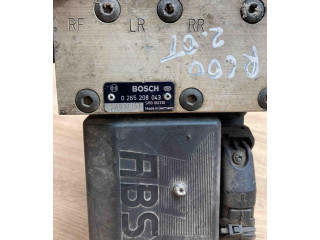 RF LR RR
R600
2.0T
BOSCH
0 265 208 043
Made in Germany
ABS